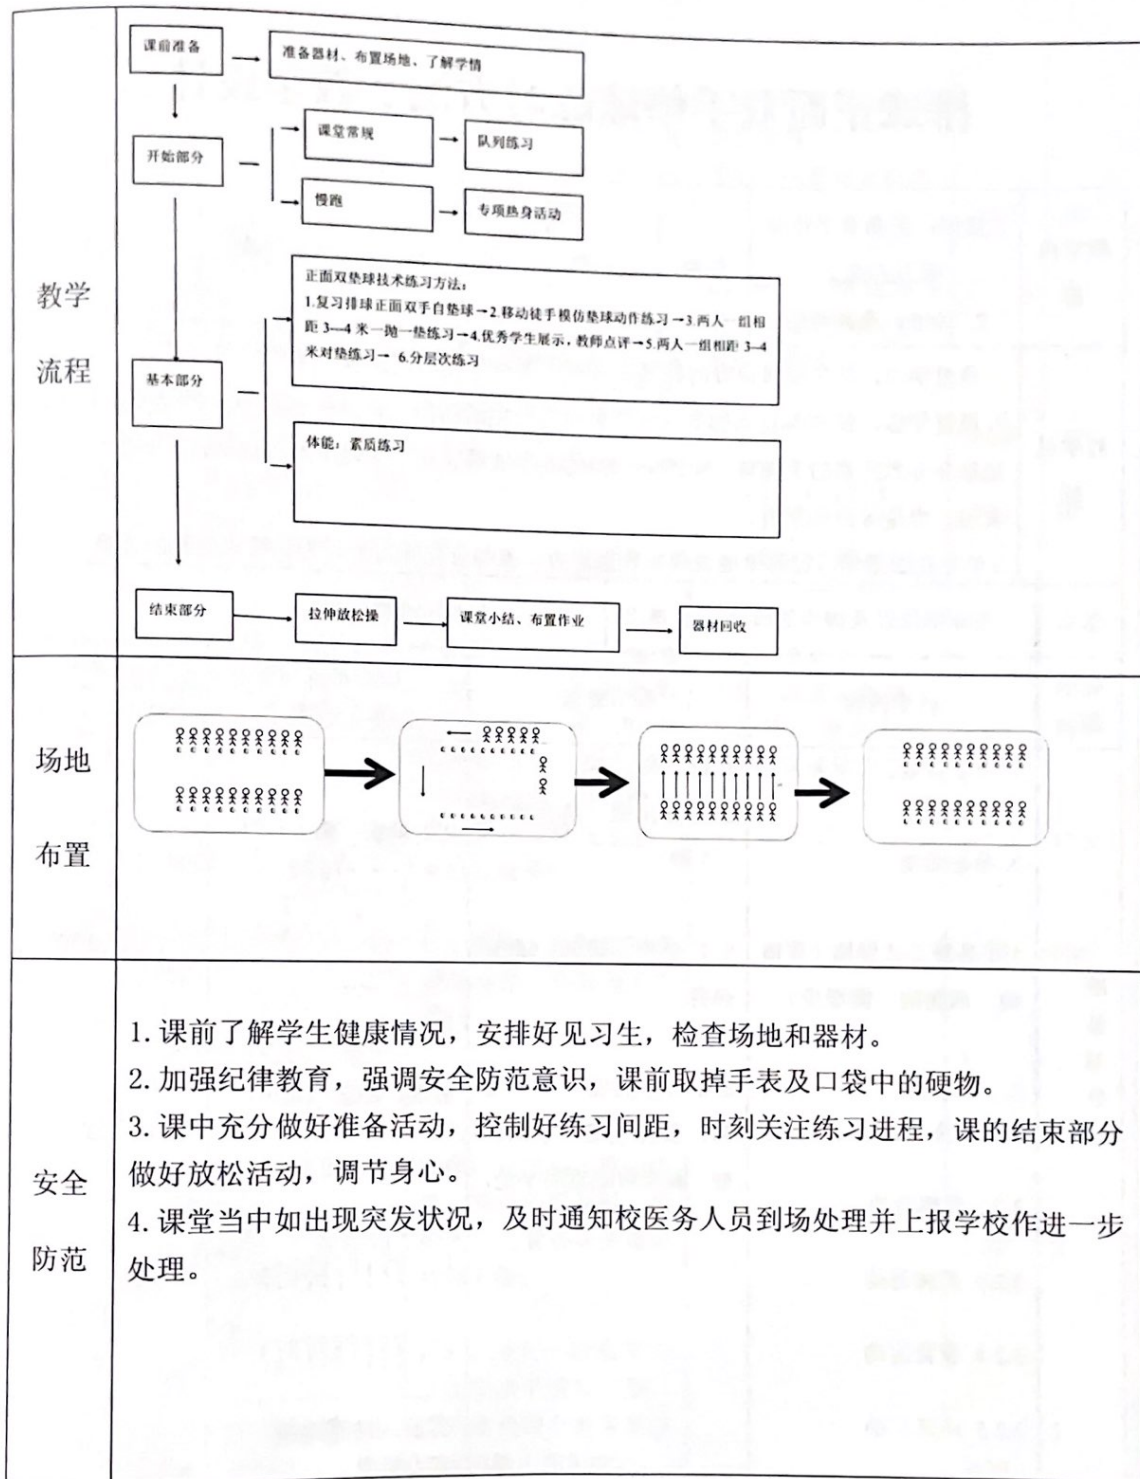 课前准备
准备器材、布置场地、了解学情
开始部分
课堂常规
队列练习
慢跑
专项热身活动
教学
流程
正面双垫球技术练习方法：
1.复习排球正面双手自垫球→2.移动徒手模仿垫球动作练习→3.两人一组相
距 3—4 米一抛一垫练习→4.优秀学生展示，教师点评→5.两人一组相距 3—4
米对垫练习→ 6.分层次练习
基本部分
体能：素质练习
结束部分
拉伸放松操
课堂小结、布置作业
器材回收
场地
布置
安全
防范
1. 课前了解学生健康情况，安排好见习生，检查场地和器材。
2. 加强纪律教育，强调安全防范意识，课前取掉手表及口袋中的硬物。
3. 课中充分做好准备活动，控制好练习间距，时刻关注练习进程，课的结束部分
做好放松活动，调节身心。
4. 课堂当中如出现突发状况，及时通知校医务人员到场处理并上报学校作进一步
处理。